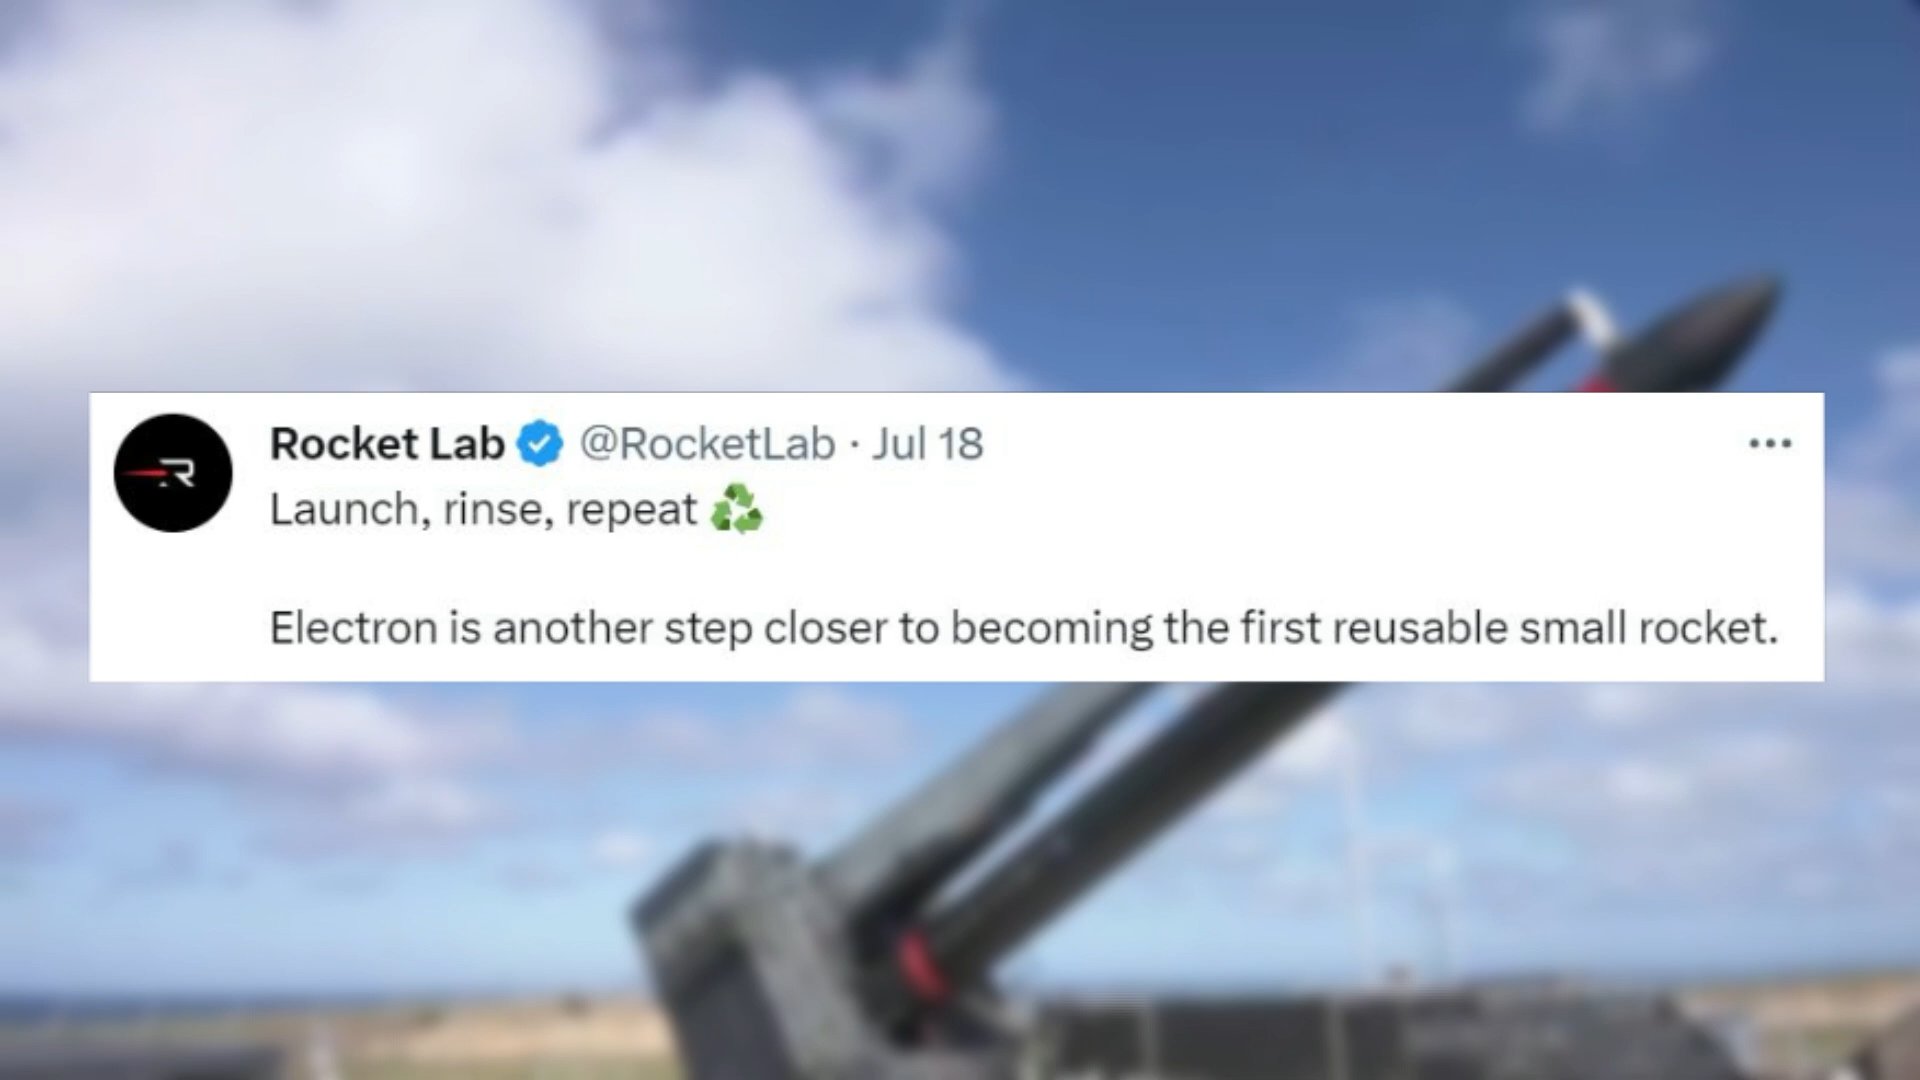 Rocket Lab @RocketLab · Jul 18
Launch, rinse, repeat ♻️
Electron is another step closer to becoming the first reusable small rocket.